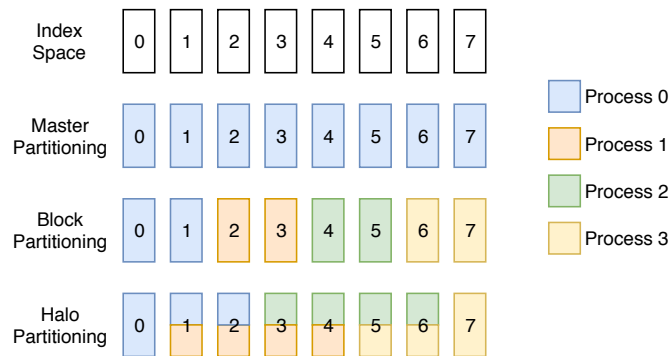 Index
Space
0 1 2 3 4 5 6 7
Master
Partitioning
0 1 2 3 4 5 6 7
Block
Partitioning
0 1 2 3 4 5 6 7
Halo
Partitioning
0 1 2 3 4 5 6 7
Process 0
Process 1
Process 2
Process 3